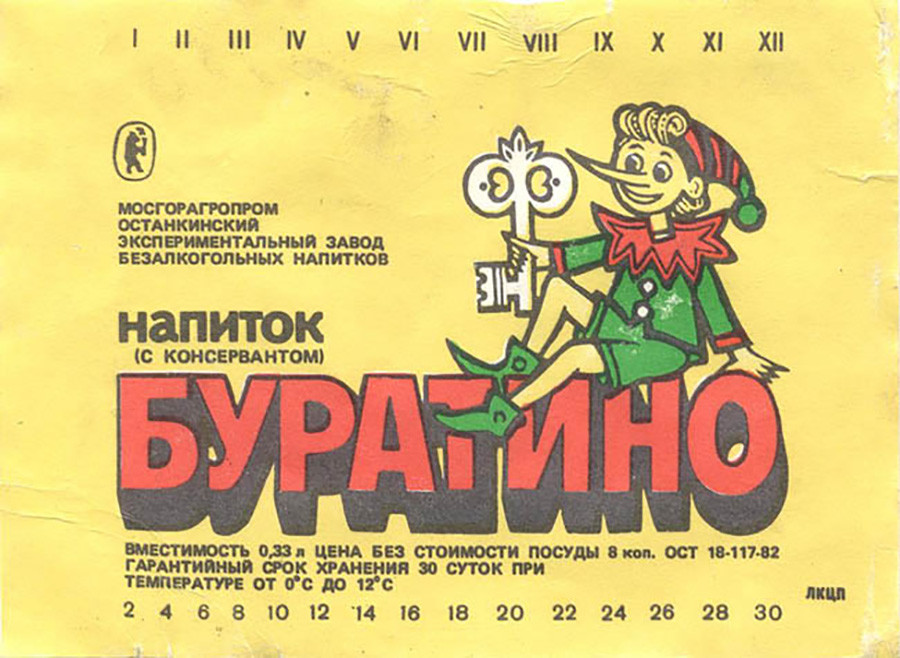 I II III IV V VI VII VIII IX X XI XII
МОСГОРАГРОПРОМ
ОСТАНКИНСКИЙ
ЭКСПЕРИМЕНТАЛЬНЫЙ ЗАВОД
БЕЗАЛКОГОЛЬНЫХ НАПИТКОВ
напиток
(С КОНСЕРВАНТОМ)
БУРАТИНО
ВМЕСТИМОСТЬ 0,33 л ЦЕНА БЕЗ СТОИМОСТИ ПОСУДЫ 8 коп. ОСТ 18-117-82
ГАРАНТИЙНЫЙ СРОК ХРАНЕНИЯ 30 СУТОК ПРИ
ТЕМПЕРАТУРЕ ОТ 0°С ДО 12°С
ЛКЦП
2 4 6 8 10 12 14 16 18 20 22 24 26 28 30